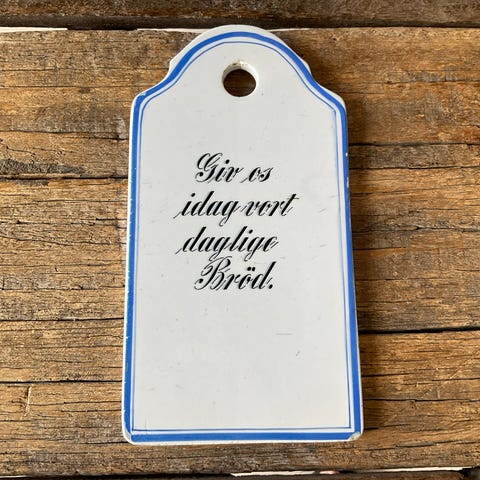 Giv os
idag vort
daglige
Bröd.